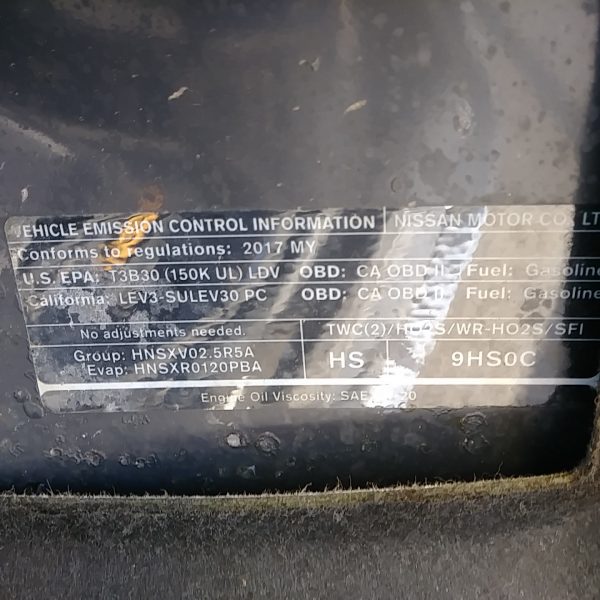 VEHICLE EMISSION CONTROL INFORMATION NISSAN MOTOR CO., LT
Conforms to regulations: 2017 MY
U.S. EPA: T3B30 (150K UL) LDV OBD: CA OBD II Fuel: Gasoline
California: LEV3-SULEV30 PC OBD: CA OBD II Fuel: Gasoline
No adjustments needed. TWC(2)/HO2S/WR-HO2S/SFI
Group: HNSXV02.5R5A HS 9HS0C
Evap: HNSXR0120PBA
Engine Oil Viscosity: SAE